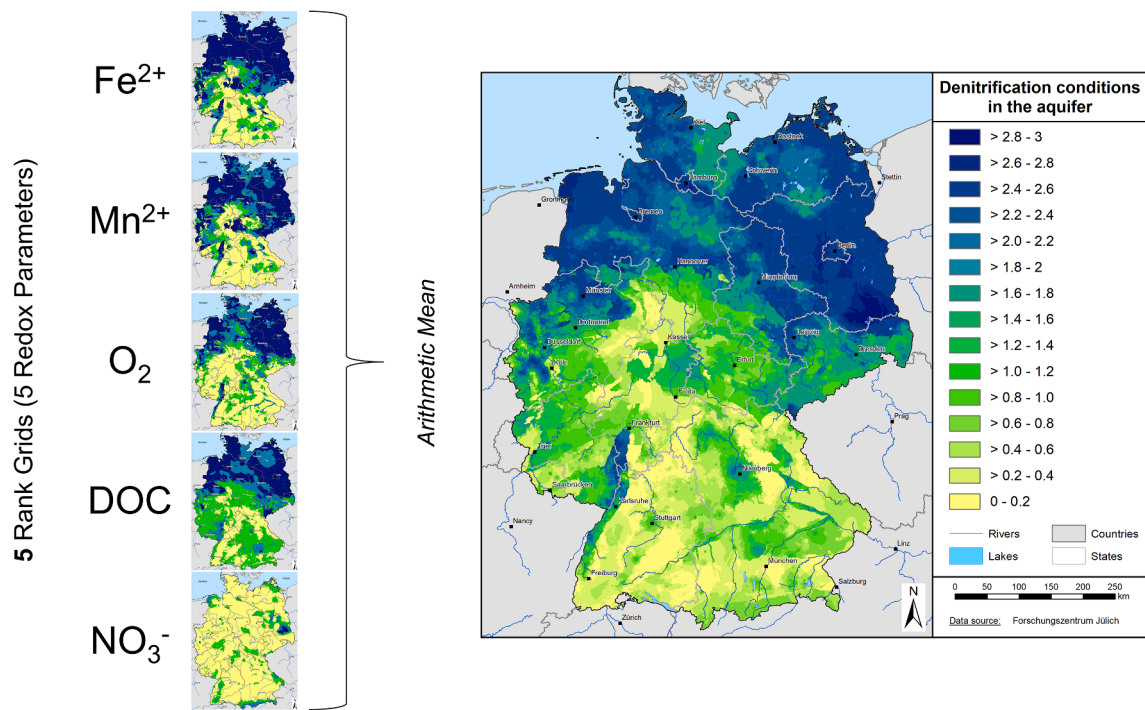 5 Rank Grids (5 Redox Parameters)
Fe²⁺
Mn²⁺
O₂
DOC
NO₃⁻
Arithmetic Mean
Kiel
Rostock
Hamburg
Schwerin
Stettin
Groningen
Bremen
Berlin
Hannover
Magdeburg
Arnheim
Münster
Dortmund
Düsseldorf
Kassel
Leipzig
Köln
Erfurt
Dresden
Fulda
Frankfurt
Prag
Trier
Nürnberg
Saarbrücken
Karlsruhe
Nancy
Stuttgart
Linz
München
Freiburg
Salzburg
Zürich
N
Denitrification conditions
in the aquifer
> 2.8 - 3
> 2.6 - 2.8
> 2.4 - 2.6
> 2.2 - 2.4
> 2.0 - 2.2
> 1.8 - 2
> 1.6 - 1.8
> 1.4 - 1.6
> 1.2 - 1.4
> 1.0 - 1.2
> 0.8 - 1.0
> 0.6 - 0.8
> 0.4 - 0.6
> 0.2 - 0.4
0 - 0.2
Rivers Countries
Lakes States
0 50 100 150 200 250
km
Data source: Forschungszentrum Jülich